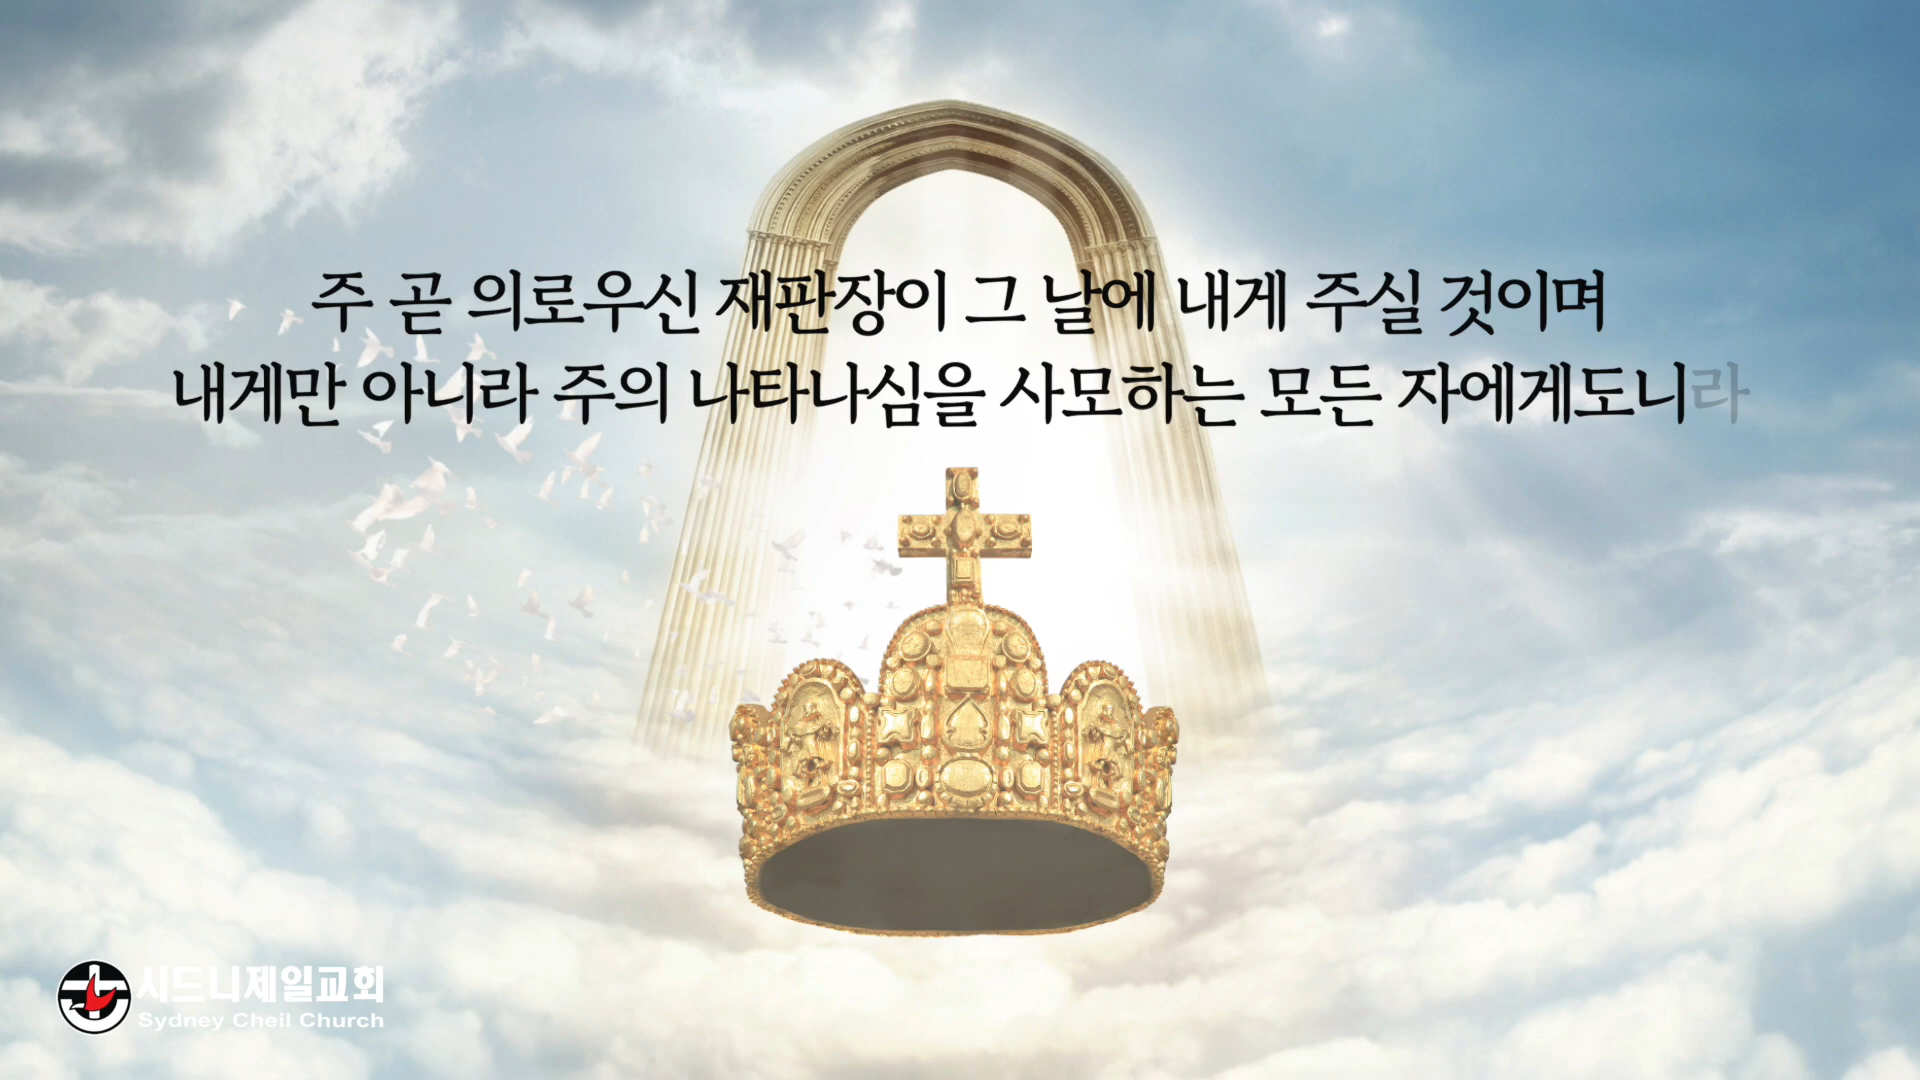 주 곧 의로우신 재판장이 그 날에 내게 주실 것이며
내게만 아니라 주의 나타나심을 사모하는 모든 자에게도니라
시드니제일교회
Sydney Cheil Church